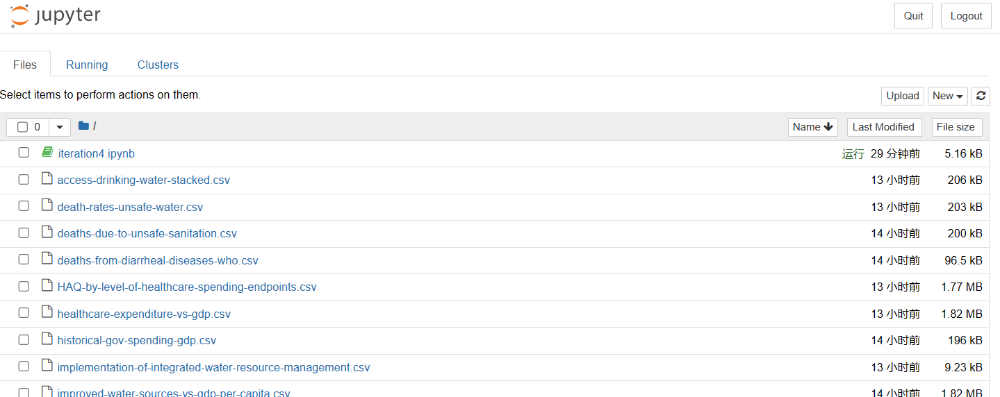 jupyter
Quit Logout
Files Running Clusters
Select items to perform actions on them.
Upload New
0 / Name Last Modified File size
iteration4.ipynb 运行 29 分钟前 5.16 kB
access-drinking-water-stacked.csv 13 小时前 206 kB
death-rates-unsafe-water.csv 13 小时前 203 kB
deaths-due-to-unsafe-sanitation.csv 14 小时前 200 kB
deaths-from-diarrheal-diseases-who.csv 14 小时前 96.5 kB
HAQ-by-level-of-healthcare-spending-endpoints.csv 13 小时前 1.77 MB
healthcare-expenditure-vs-gdp.csv 13 小时前 1.82 MB
historical-gov-spending-gdp.csv 14 小时前 196 kB
implementation-of-integrated-water-resource-management.csv 13 小时前 9.23 kB
improved-water-sources-vs-gdp-per-capita.csv 14 小时前 1.82 MB